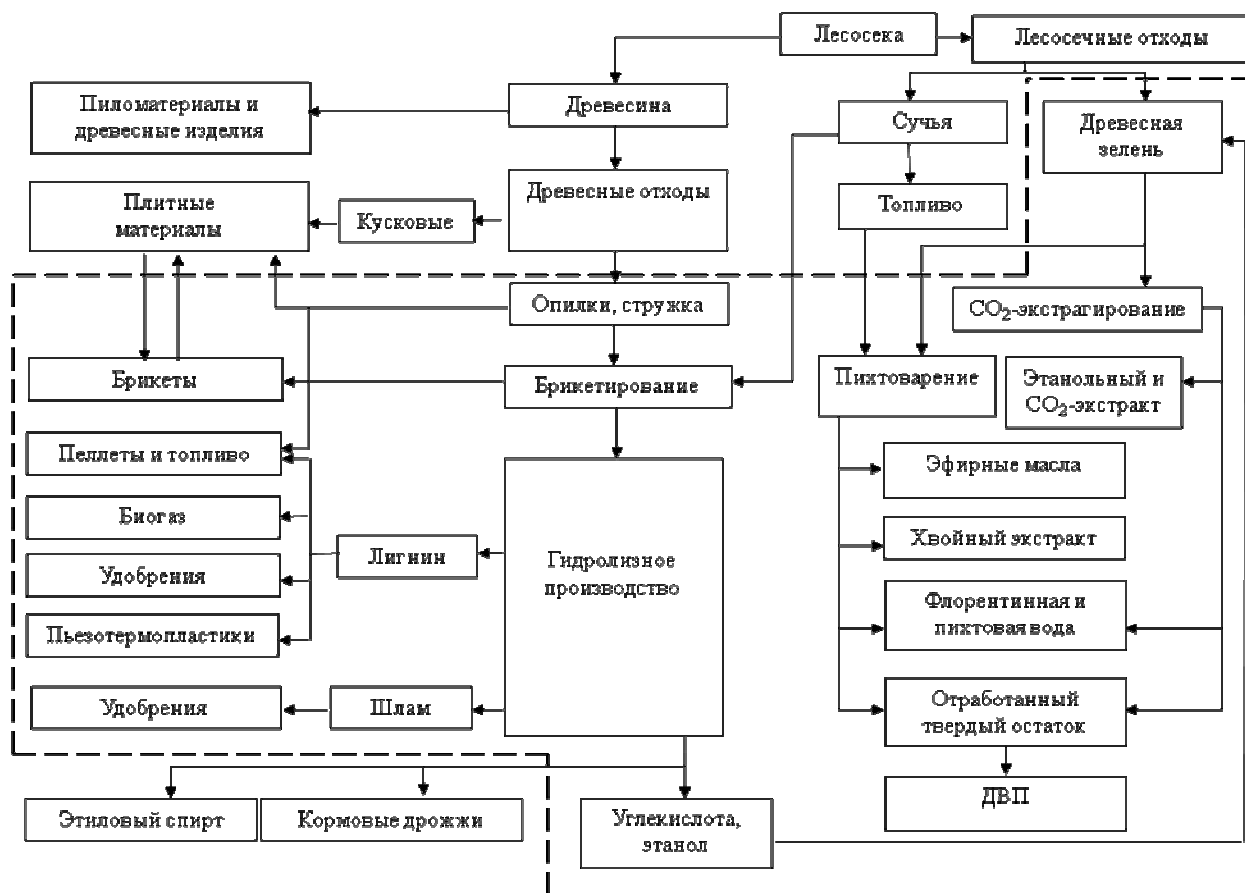 Лесосека
Лесосечные отходы
Пиломатериалы и
древесные изделия
Древесина
Сучья
Древесная
зелень
Плитные
материалы
Кусковые
Древесные отходы
Топливо
Опилки, стружка
CO₂-экстрагирование
Брикеты
Брикетирование
Пихтоварение
Этанольный и
CO₂-экстракт
Пеллеты и топливо
Эфирные масла
Биогаз
Лигнин
Гидролизное
производство
Хвойный экстракт
Удобрения
Флорентинная и
пихтовая вода
Пьезотермопластики
Удобрения
Шлам
Отработанный
твердый остаток
Этиловый спирт
Кормовые дрожжи
Углекислота,
этанол
ДВП